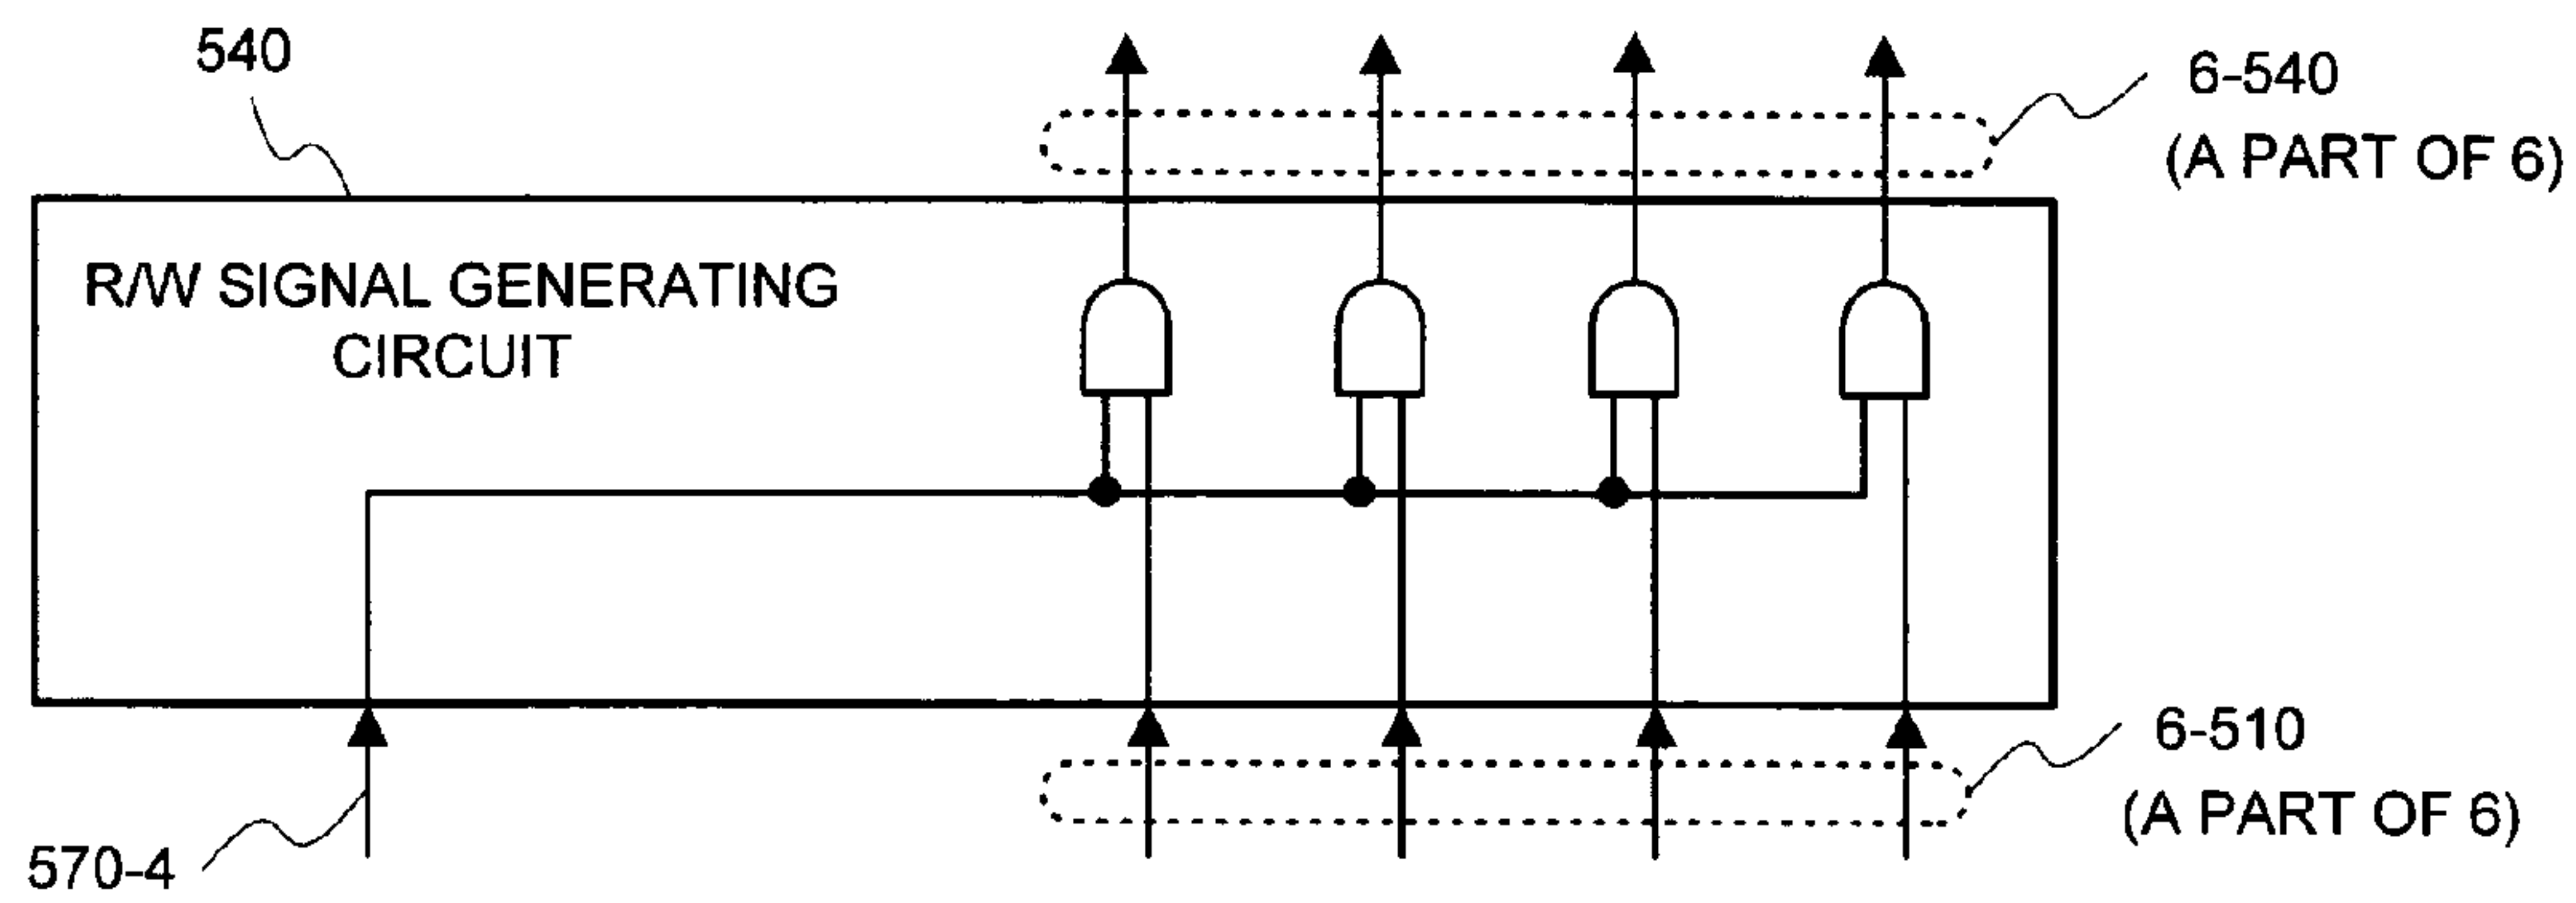 540
6-540
(A PART OF 6)
R/W SIGNAL GENERATING
CIRCUIT
6-510
(A PART OF 6)
570-4